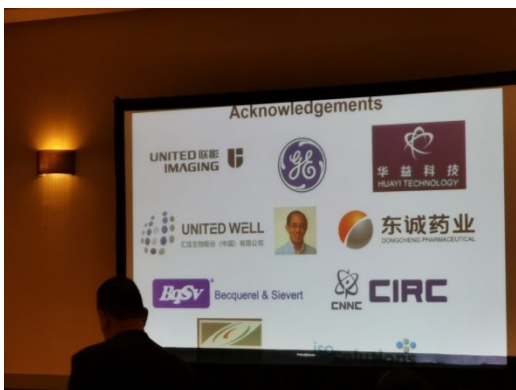 Acknowledgements
UNITED 联影
IMAGING
GE
华益科技
HUAYI TECHNOLOGY
UNITED WELL
东诚药业
DONGCHENG PHARMACEUTICAL
BqSv Becquerel & Sievert
CNNC
CIRC